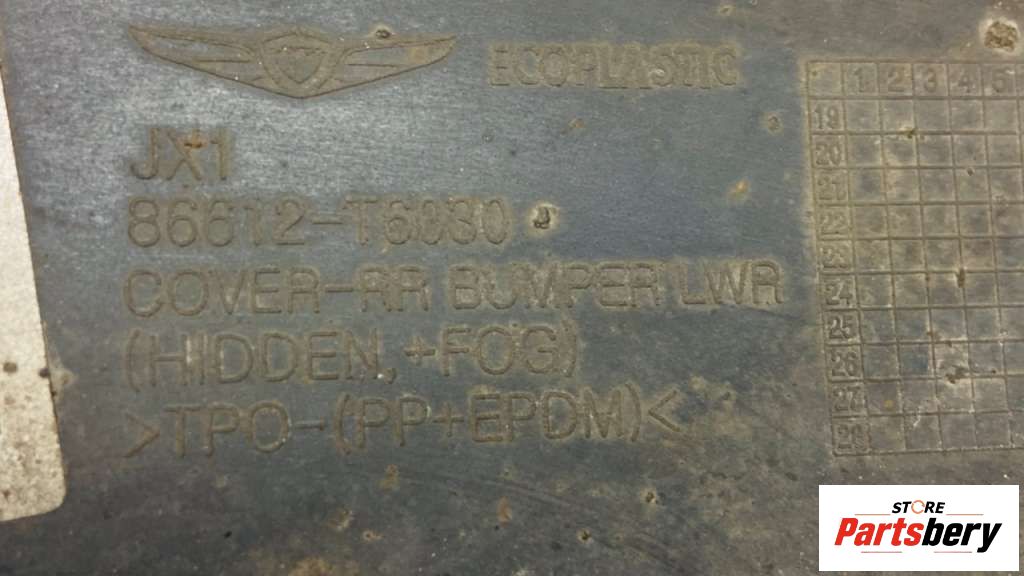 ECOPLASTIC
JX1
86612-T6030
COVER-RR BUMPER LWR
(HIDDEN, +FOG)
>TPO-(PP+EPDM)<
1 2 3 4 5
19
20
21
22
23
24
25
26
27
28
STORE
Partsbery